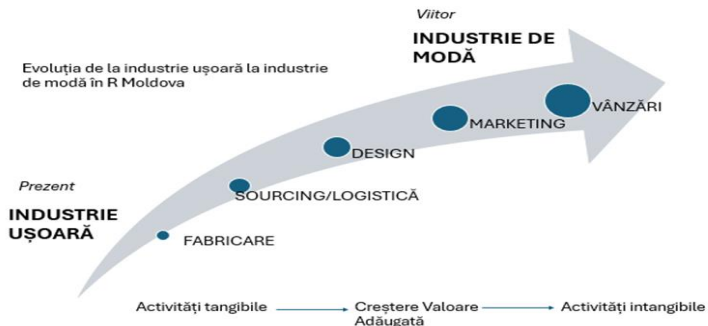 Viitor
INDUSTRIE DE
MODĂ
Evoluția de la industrie ușoară la industrie
de modă în R Moldova
VÂNZĂRI
MARKETING
DESIGN
Prezent
SOURCING/LOGISTICĂ
INDUSTRIE
UȘOARĂ
FABRICARE
Activități tangibile
Creștere Valoare
Adăugată
Activități intangibile